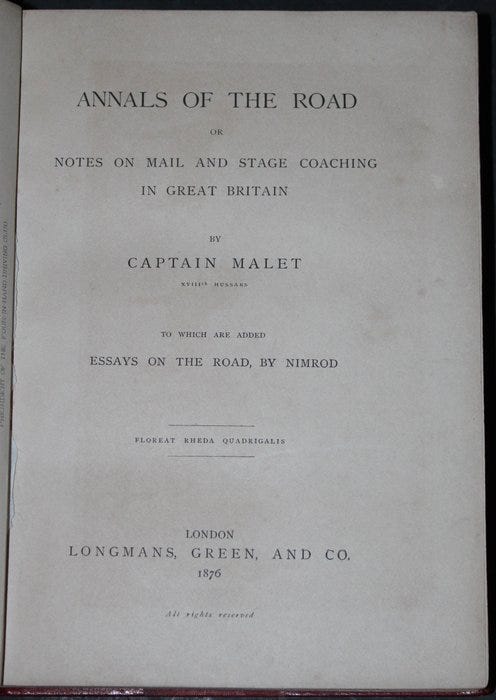 ANNALS OF THE ROAD
OR
NOTES ON MAIL AND STAGE COACHING
IN GREAT BRITAIN
BY
CAPTAIN MALET
XVIIIth HUSSARS
TO WHICH ARE ADDED
ESSAYS ON THE ROAD, BY NIMROD
FLOREAT RHEDA QUADRIGALIS
LONDON
LONGMANS, GREEN, AND CO.
1876
All rights reserved